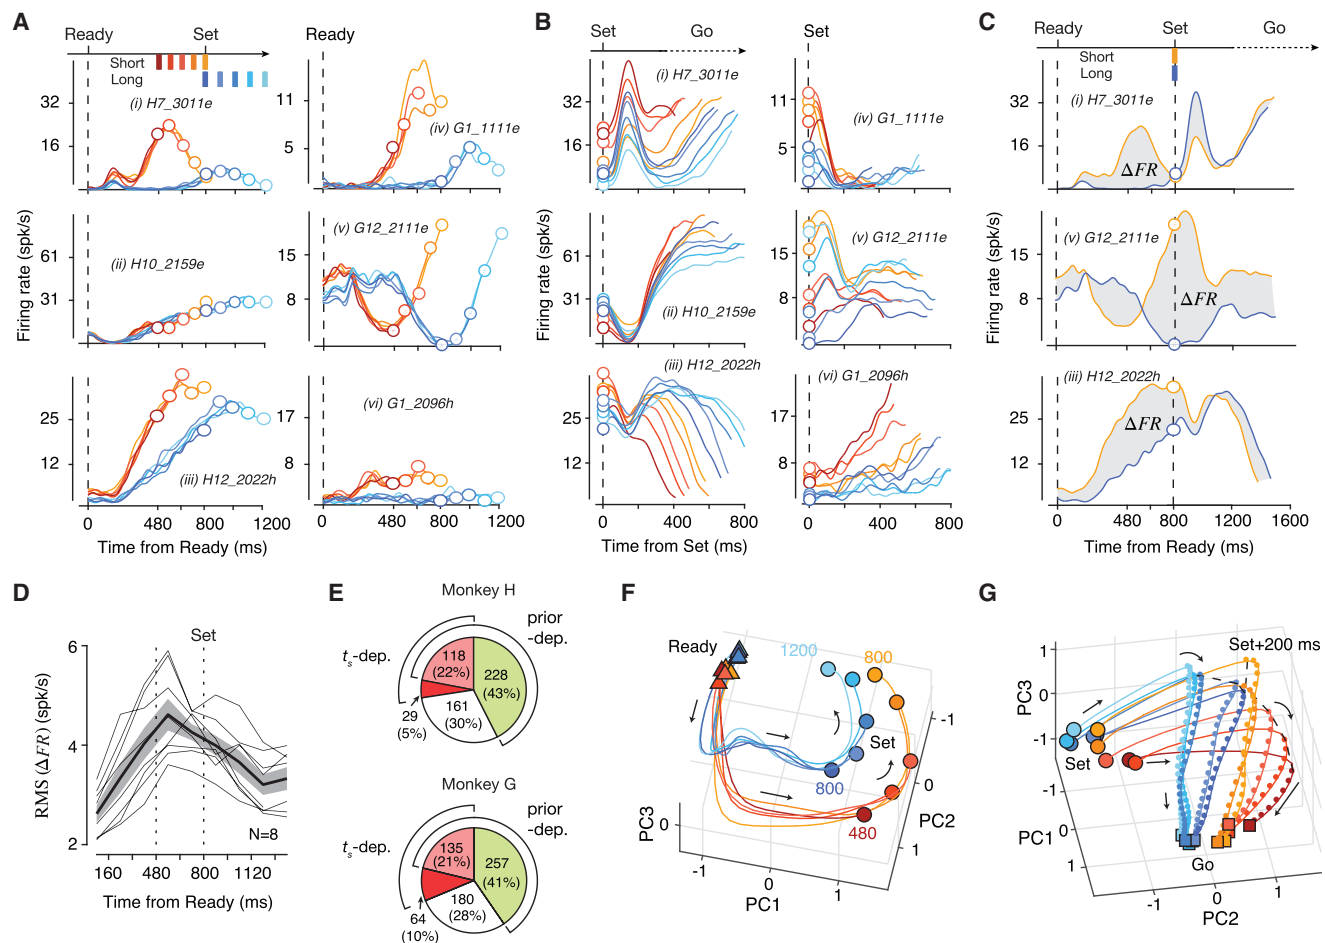 A
Ready
Set
Short
Long
(i) H7_3011e
32
16
(ii) H10_2159e
61
31
Firing rate (spk/s)
(iii) H12_2022h
25
12
0
480
800
1200
Time from Ready (ms)
Ready
11
5
(iv) G1_1111e
(v) G12_2111e
15
8
(vi) G1_2096h
17
8
0
480
800
1200
B
Set
Go
(i) H7_3011e
32
16
61
31
Firing rate (spk/s)
(ii) H10_2159e
(iii) H12_2022h
25
12
0
400
800
Time from Set (ms)
Set
11
5
(iv) G1_1111e
(v) G12_2111e
15
8
(vi) G1_2096h
17
8
0
400
800
C
Ready
Set
Go
Short
Long
(i) H7_3011e
32
16
ΔFR
(v) G12_2111e
15
8
Firing rate (spk/s)
ΔFR
(iii) H12_2022h
25
12
ΔFR
0
480
800
1200
1600
Time from Ready (ms)
D
Set
6
4
2
RMS (ΔFR) (spk/s)
N=8
160
480
800
1120
Time from Ready (ms)
E
Monkey H
prior
-dep.
ts-dep.
118
(22%)
228
(43%)
161
(30%)
29
(5%)
Monkey G
prior
-dep.
ts-dep.
135
(21%)
257
(41%)
180
(28%)
64
(10%)
F
Ready
1200
800
Set
800
480
-1
0
1
PC2
PC3
0
-1
0
1
PC1
G
Set+200 ms
1
0
-1
PC3
Set
-1
0
1
PC1
Go
-1
0
1
PC2